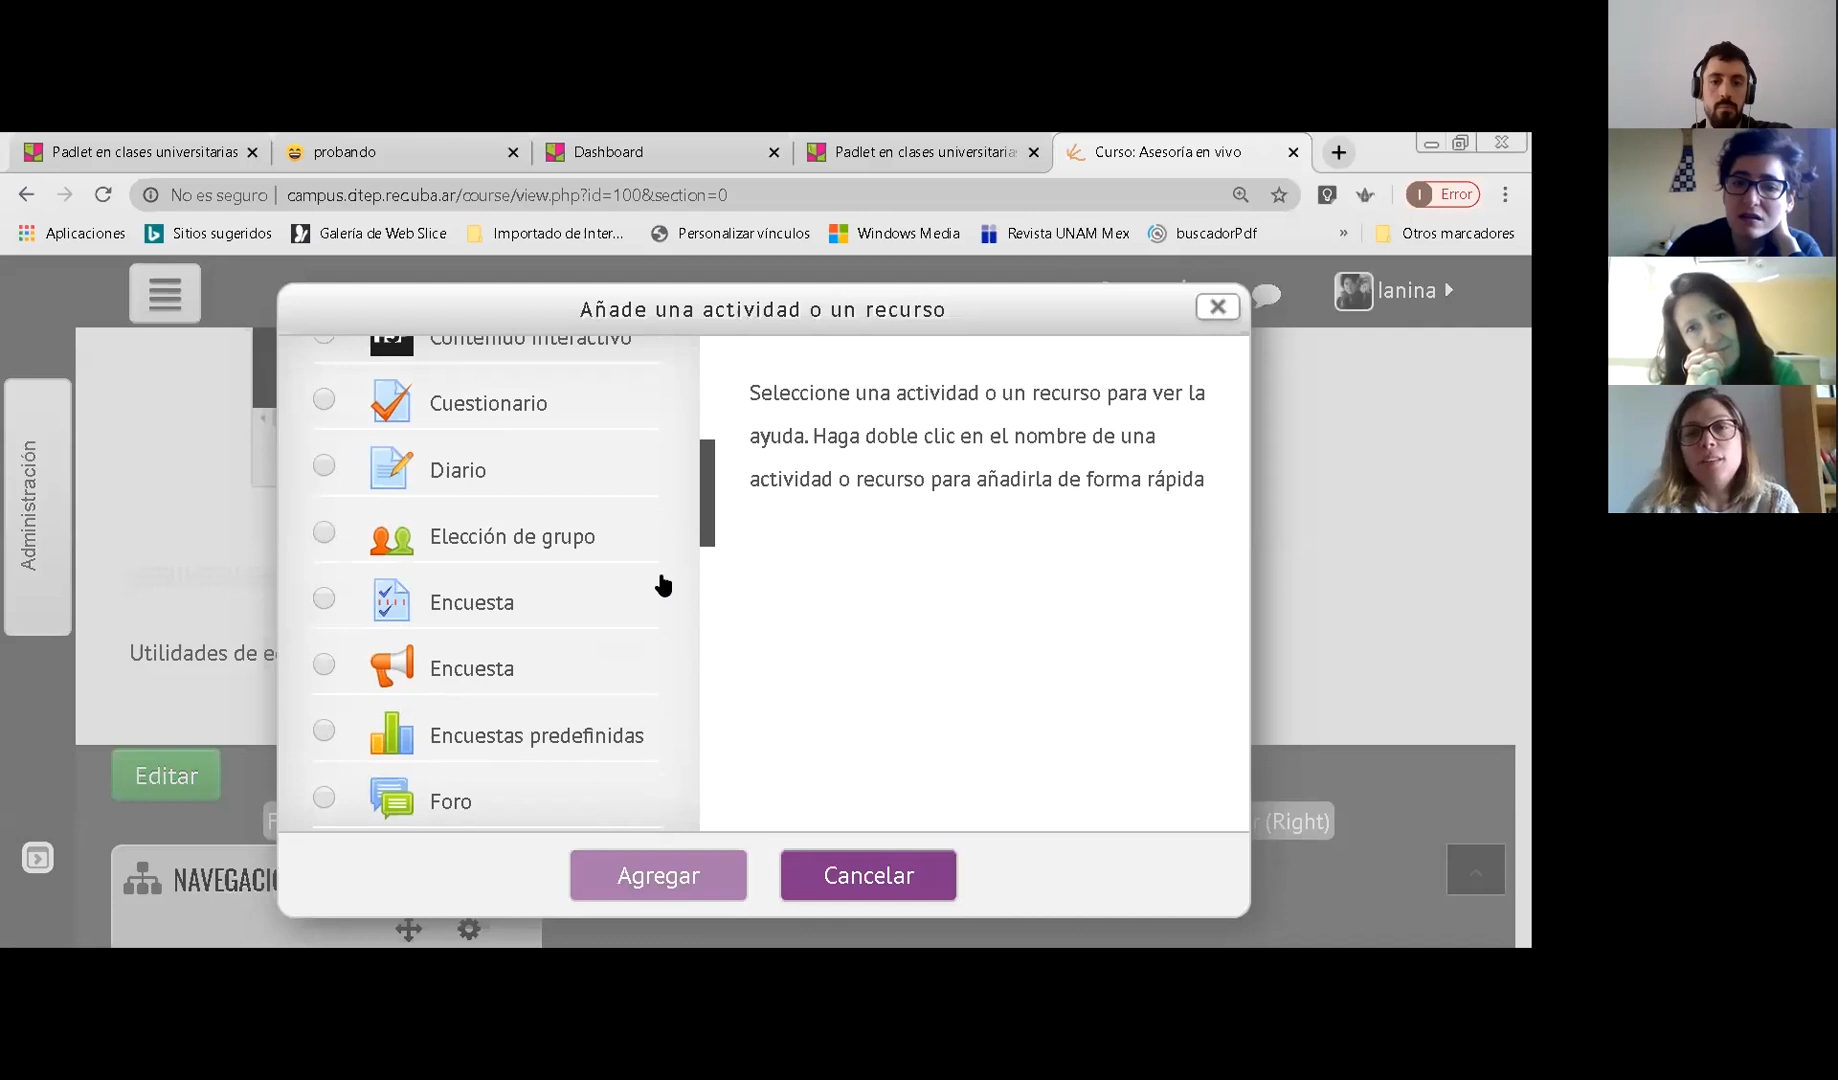 Padlet en clases universitarias
probando
Dashboard
Padlet en clases universitaria
Curso: Asesoría en vivo
No es seguro
campus.citep.rec.uba.ar/course/view.php?id=100&section=0
Error
Aplicaciones
Sitios sugeridos
Galería de Web Slice
Importado de Inter...
Personalizar vínculos
Windows Media
Revista UNAM Mex
buscadorPdf
»
Otros marcadores
Ianina
Añade una actividad o un recurso
Contenido interactivo
Cuestionario
Diario
Elección de grupo
Encuesta
Encuesta
Encuestas predefinidas
Foro
Seleccione una actividad o un recurso para ver la
ayuda. Haga doble clic en el nombre de una
actividad o recurso para añadirla de forma rápida
Administración
Utilidades de
Editar
(Right)
NAVEGACI
Agregar
Cancelar